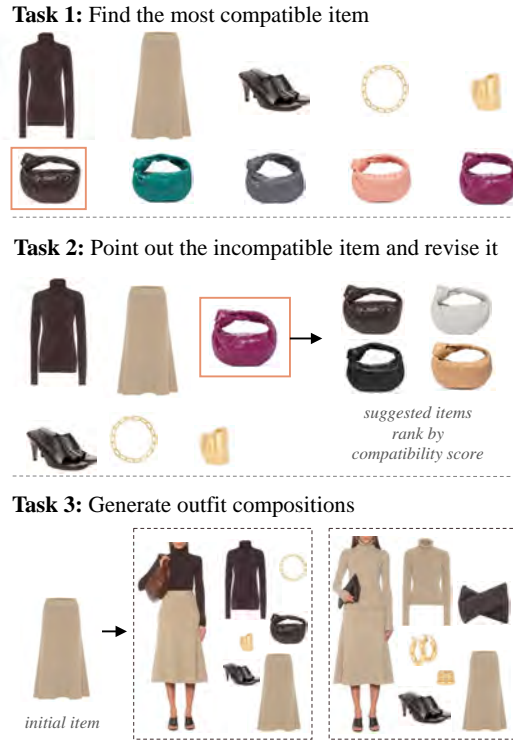 Task 1: Find the most compatible item
Task 2: Point out the incompatible item and revise it
suggested items
rank by
compatibility score
Task 3: Generate outfit compositions
initial item